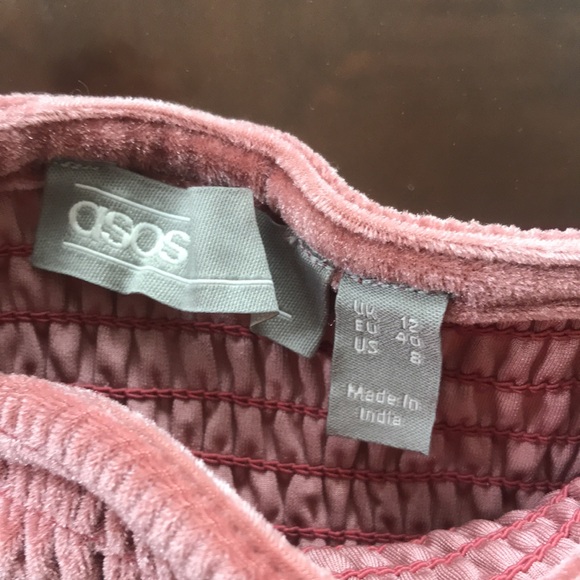 asos
UK 12
EU 40
US 8
Made In
India